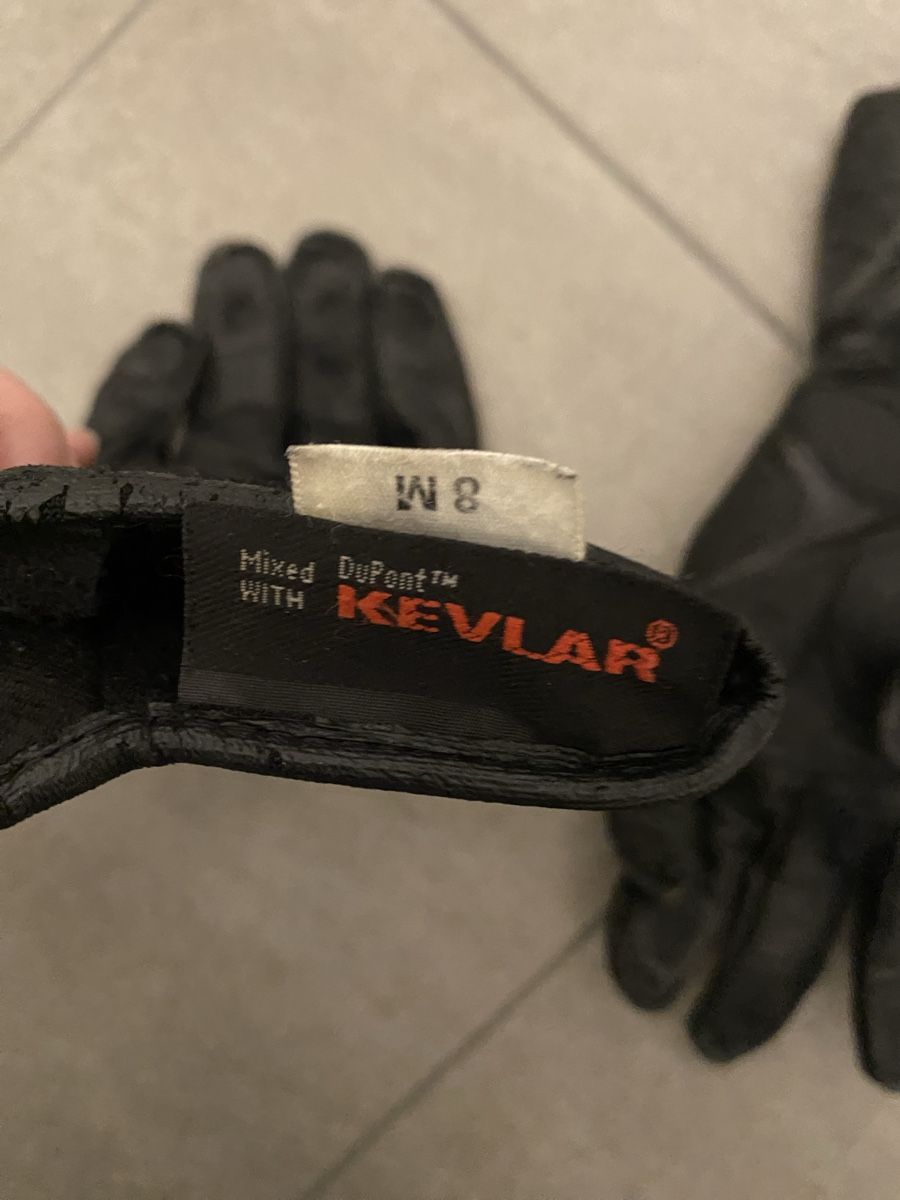 8 M
Mixed DuPont™
WITH KEVLAR®